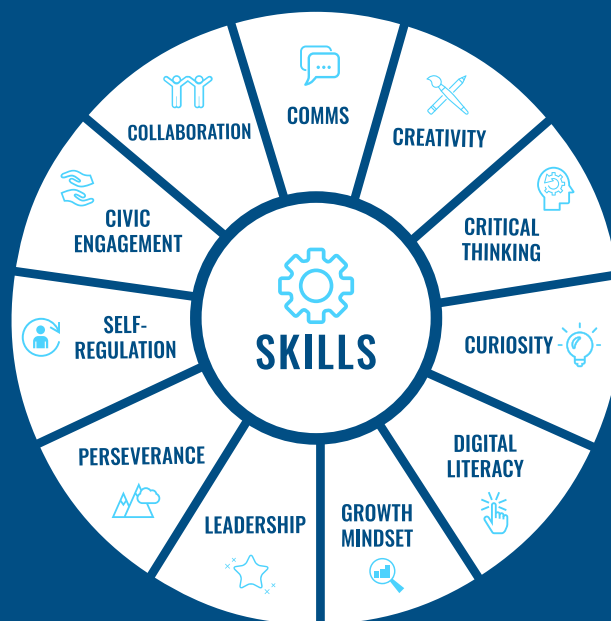 COMMS
CREATIVITY
CRITICAL
THINKING
CURIOSITY
DIGITAL
LITERACY
GROWTH
MINDSET
LEADERSHIP
PERSEVERANCE
SELF-
REGULATION
CIVIC
ENGAGEMENT
COLLABORATION
SKILLS